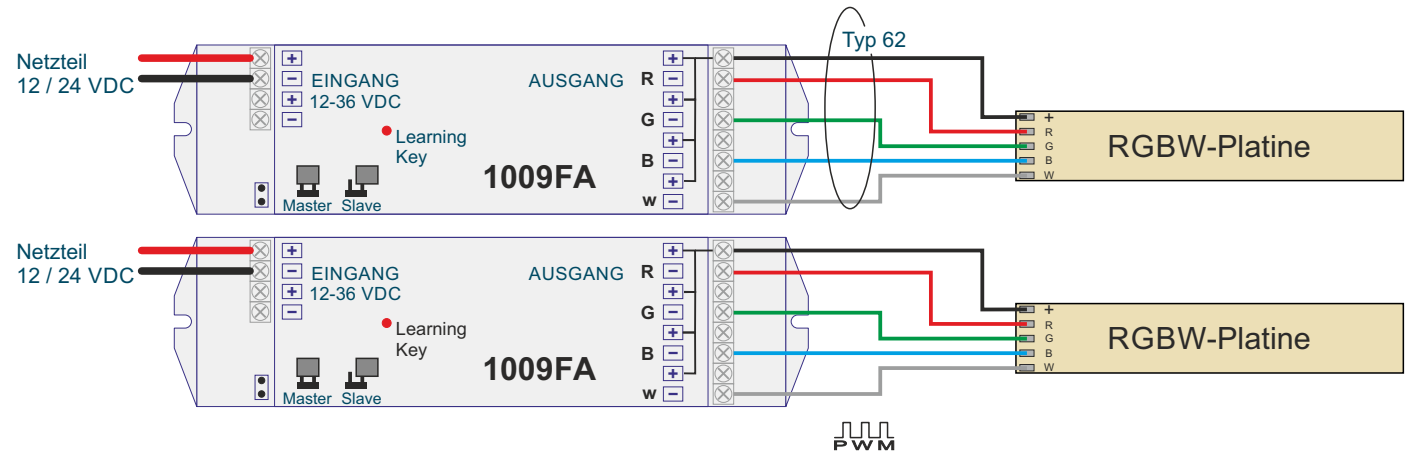 Typ 62
Netzteil
12 / 24 VDC
+
−
+
−
EINGANG
12-36 VDC
AUSGANG
Learning
Key
1009FA
Master Slave
+
R −
+
G −
+
B −
+
w −
+
R
G
B
W
RGBW-Platine
Netzteil
12 / 24 VDC
+
−
+
−
EINGANG
12-36 VDC
AUSGANG
Learning
Key
1009FA
Master Slave
+
R −
+
G −
+
B −
+
w −
+
R
G
B
W
RGBW-Platine
PWM